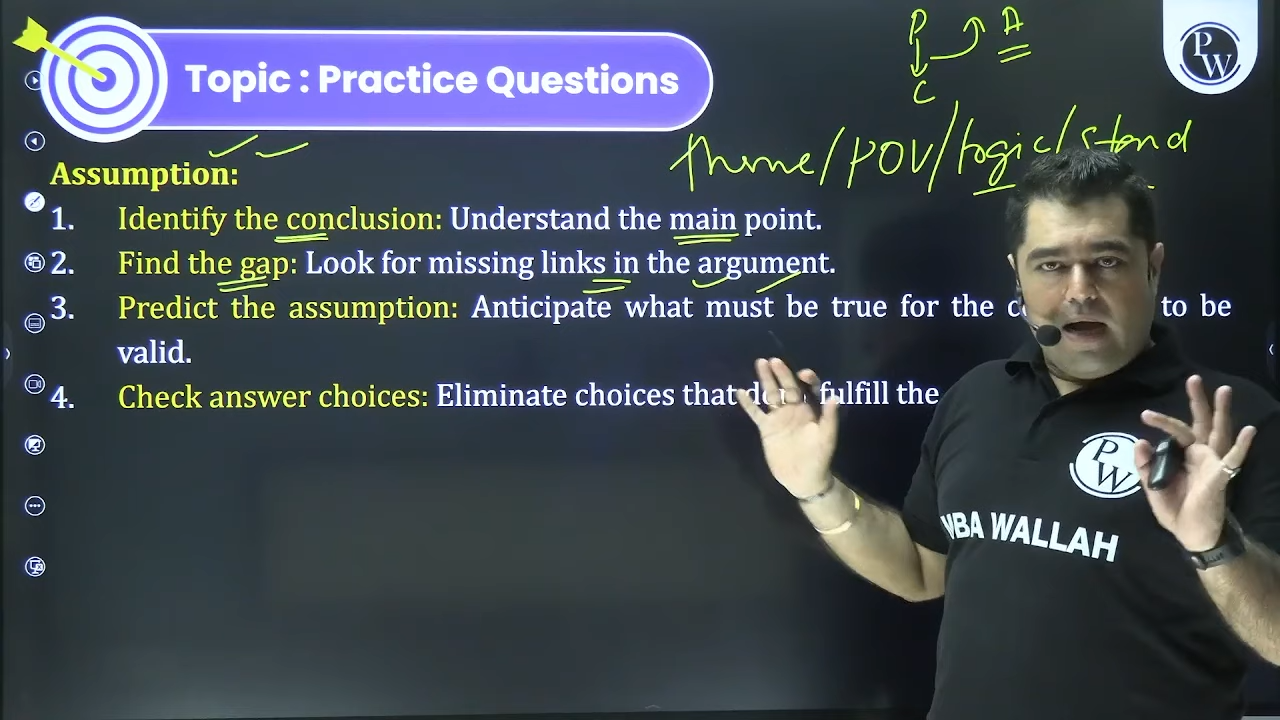 P A
C
Topic : Practice Questions
PW
theme/POV/logic/stand
Assumption:
1. Identify the conclusion: Understand the main point.
2. Find the gap: Look for missing links in the argument.
3. Predict the assumption: Anticipate what must be true for the to be
valid.
4. Check answer choices: Eliminate choices that fulfill the
PW
MBA WALLAH